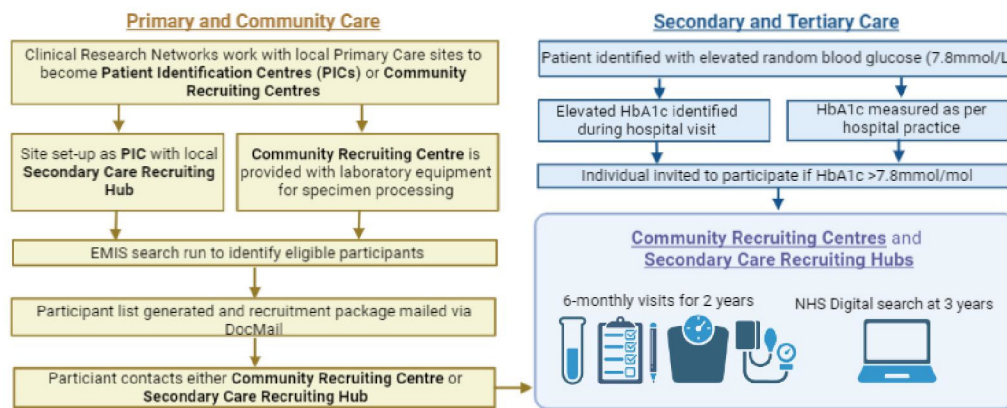 Primary and Community Care
Clinical Research Networks work with local Primary Care sites to
become Patient Identification Centres (PICs) or Community
Recruiting Centres
Site set-up as PIC with local
Secondary Care Recruiting
Hub
Community Recruiting Centre is
provided with laboratory equipment
for specimen processing
EMIS search run to identify eligible participants
Participant list generated and recruitment package mailed via
DocMail
Particiant contacts either Community Recruiting Centre or
Secondary Care Recruiting Hub
Secondary and Tertiary Care
Patient identified with elevated random blood glucose (7.8mmol/L
Elevated HbA1c identified
during hospital visit
HbA1c measured as per
hospital practice
Individual invited to participate if HbA1c >7.8mmol/mol
Community Recruiting Centres and
Secondary Care Recruiting Hubs
6-monthly visits for 2 years
NHS Digital search at 3 years